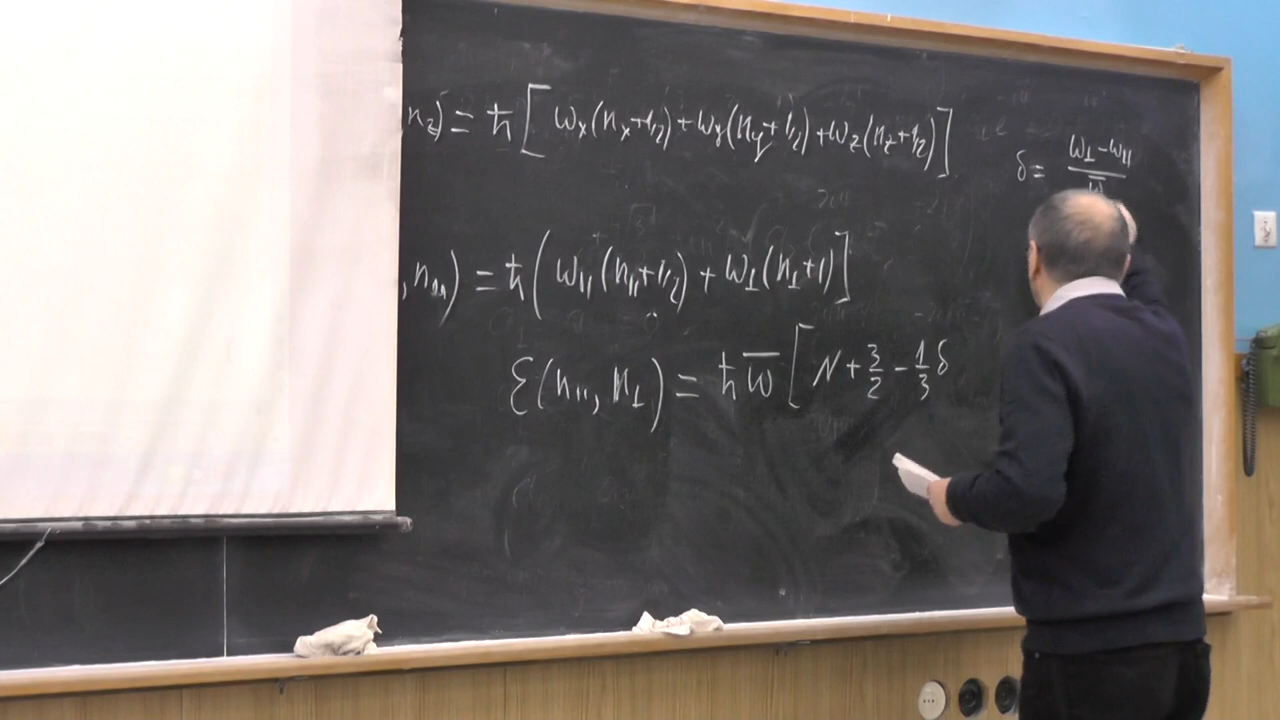 n_z) = ħ [ ω_x(n_x+1/2) + ω_y(n_y+1/2) + ω_z(n_z+1/2) ]
δ = (ω_⊥ - ω_||) / ω̄
) = ħ ( ω_||(n_|| + 1/2) + ω_⊥(n_⊥+1) ]
ε(n_||, n_⊥) = ħ ω̄ [ N + 3/2 - 1/3 δ